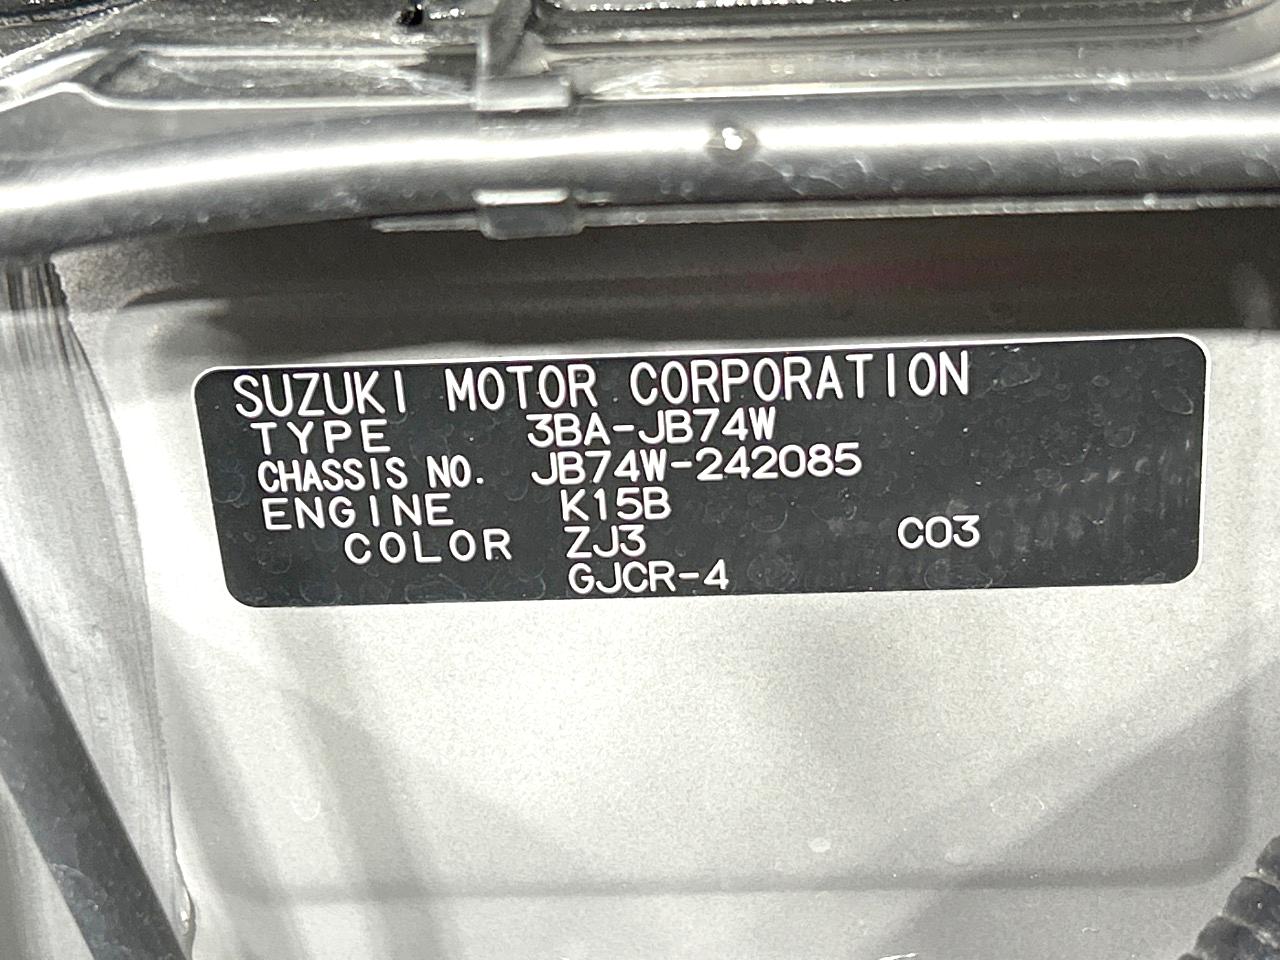 SUZUKI MOTOR CORPORATION
TYPE 3BA-JB74W
CHASSIS NO. JB74W-242085
ENGINE K15B
COLOR ZJ3 C03
GJCR-4